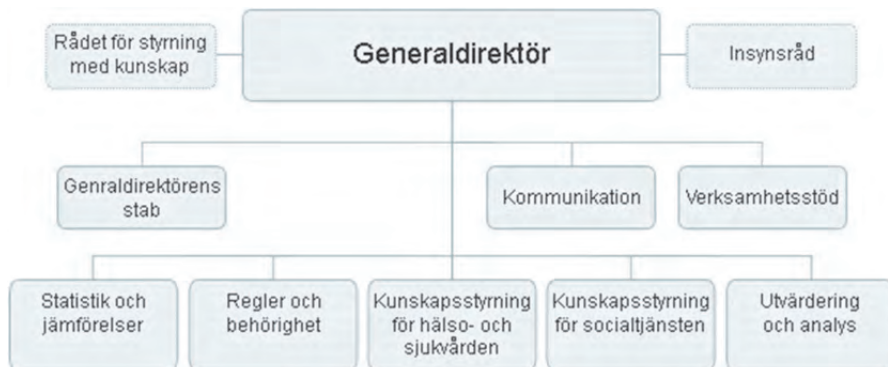 Rådet för styrning
med kunskap
Generaldirektör
Insynsråd
Genraldirektörens
stab
Kommunikation
Verksamhetsstöd
Statistik och
jämförelser
Regler och
behörighet
Kunskapsstyrning
för hälso- och
sjukvården
Kunskapsstyrning
för socialtjänsten
Utvärdering
och analys